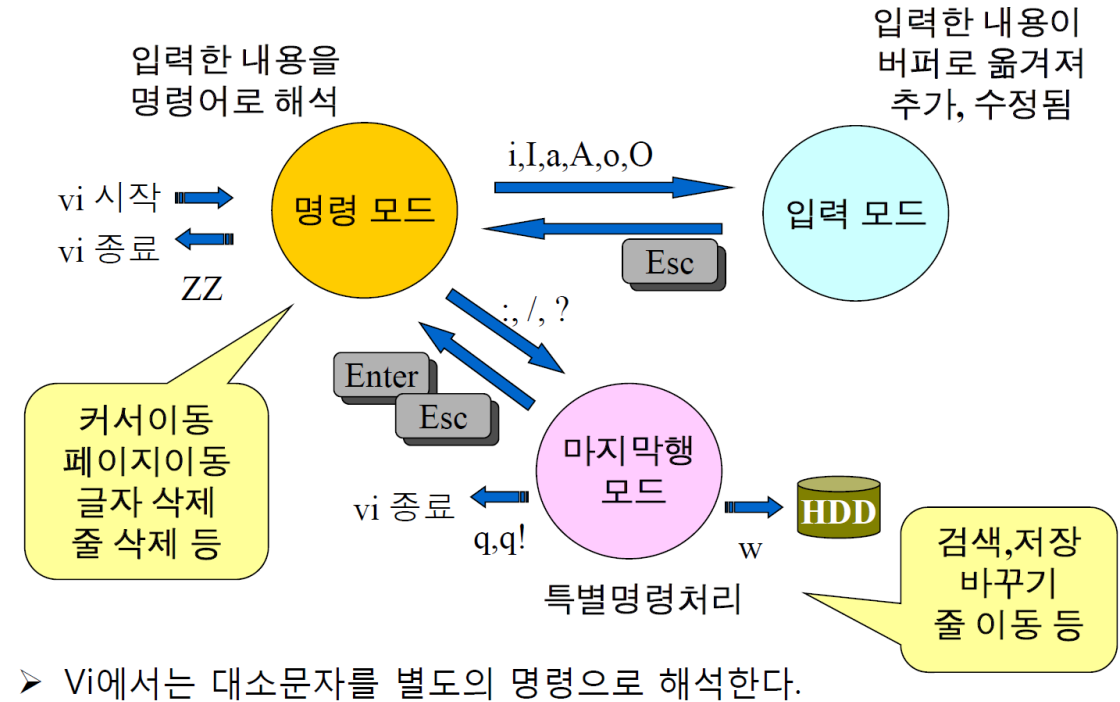 입력한 내용을
명령어로 해석
입력한 내용이
버퍼로 옮겨져
추가, 수정됨
i,I,a,A,o,O
vi 시작
명령 모드
입력 모드
vi 종료
Esc
ZZ
:, /, ?
Enter
Esc
커서이동
페이지이동
글자 삭제
줄 삭제 등
마지막행
모드
vi 종료
q,q!
HDD
w
검색,저장
바꾸기
줄 이동 등
특별명령처리
➢ Vi에서는 대소문자를 별도의 명령으로 해석한다.